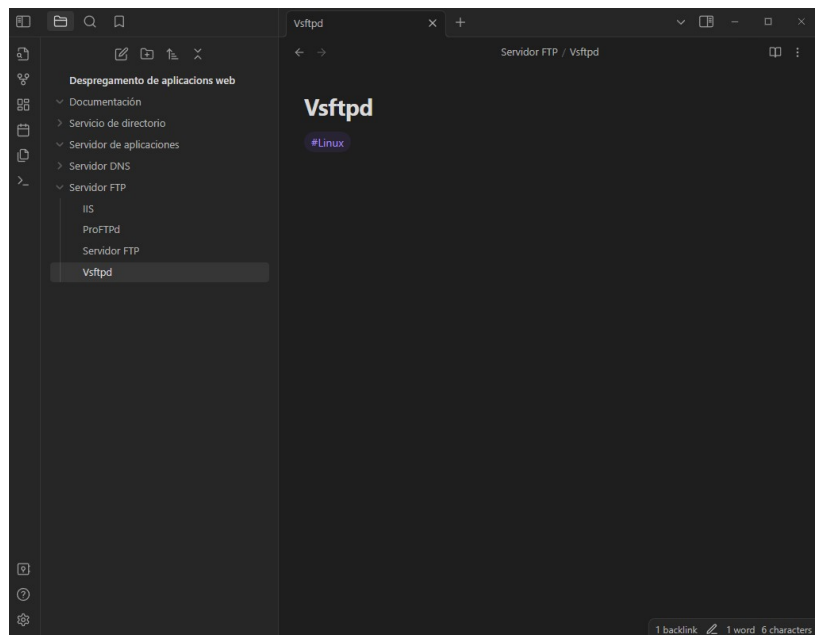 Vsftpd
Servidor FTP / Vsftpd
Despregamento de aplicacions web
Documentación
Servicio de directorio
Servidor de aplicaciones
Servidor DNS
Servidor FTP
IIS
ProFTPd
Servidor FTP
Vsftpd
Vsftpd
#Linux
1 backlink 1 word 6 characters